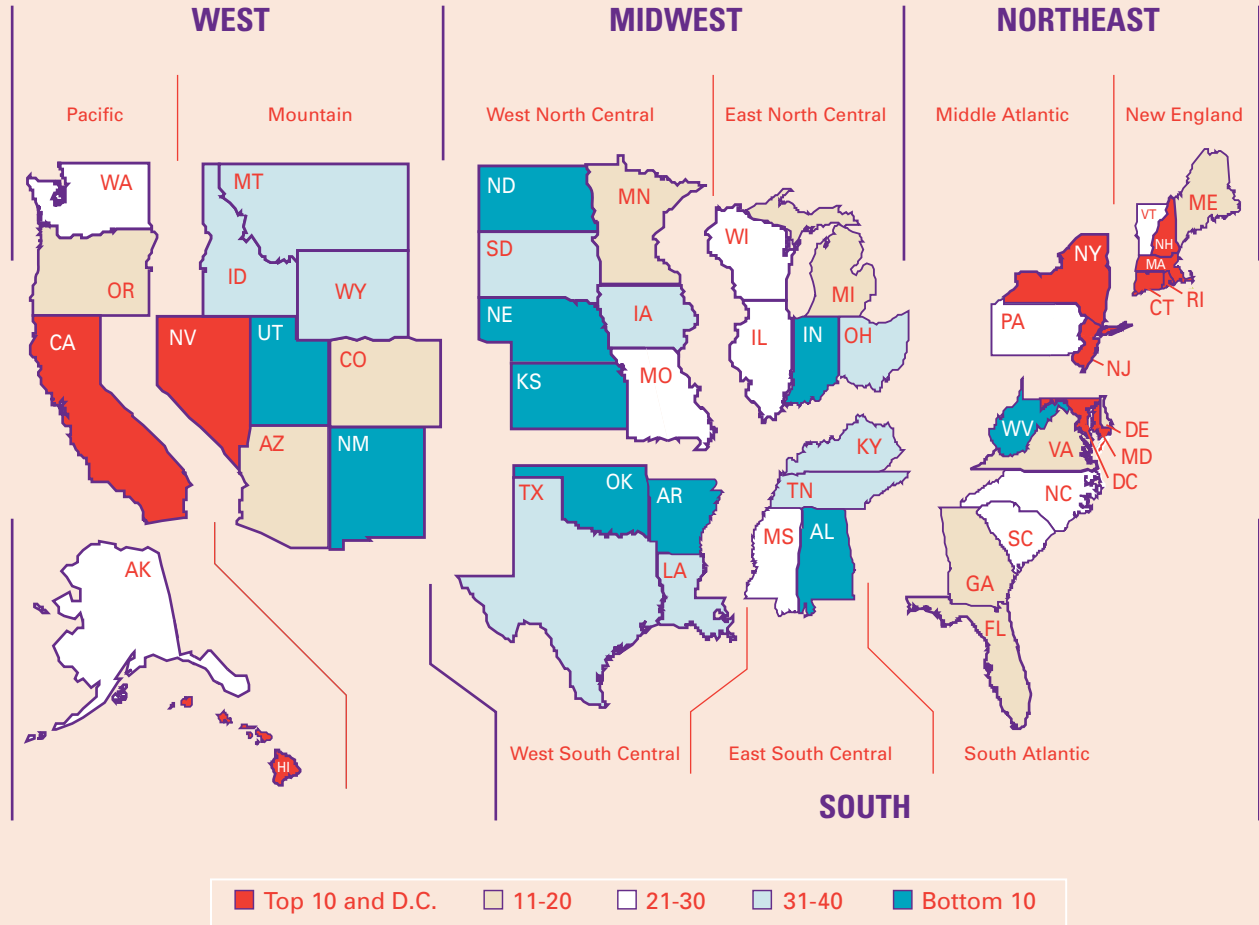 WEST
MIDWEST
NORTHEAST
Pacific
Mountain
West North Central
East North Central
Middle Atlantic
New England
WA
OR
CA
NV
MT
ID
WY
UT
CO
AZ
NM
AK
HI
ND
SD
NE
KS
MN
IA
MO
WI
MI
IL
IN
OH
NY
PA
NJ
VT
NH
ME
MA
CT
RI
TX
OK
AR
LA
KY
TN
MS
AL
WV
VA
DE
MD
DC
NC
SC
GA
FL
West South Central
East South Central
South Atlantic
SOUTH
Top 10 and D.C.
11-20
21-30
31-40
Bottom 10